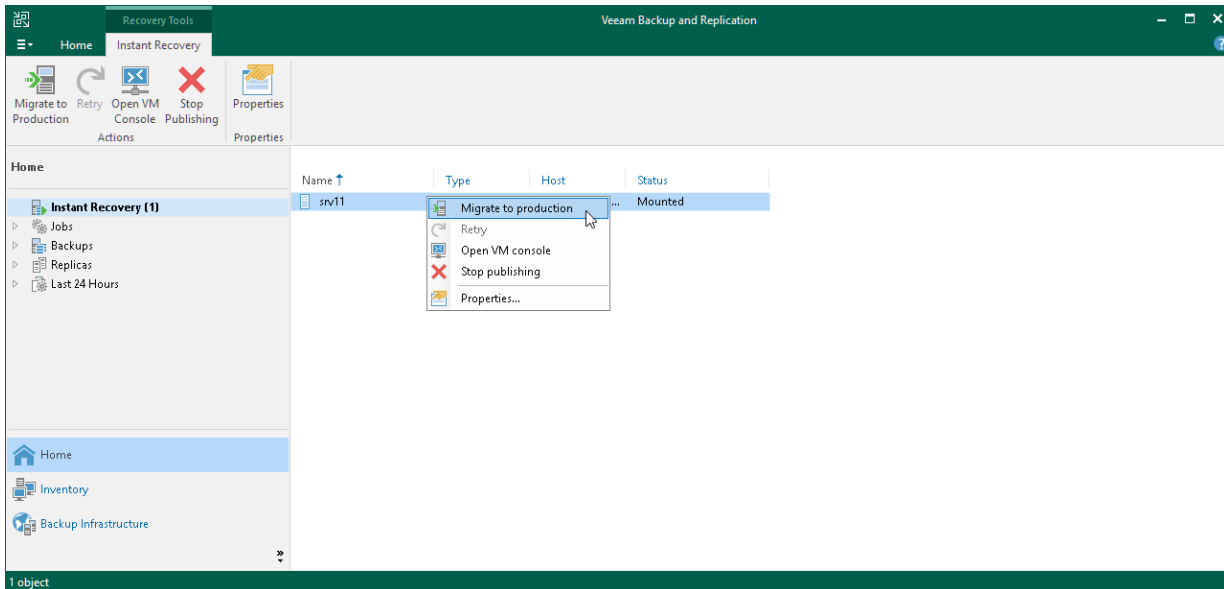 Recovery Tools
Veeam Backup and Replication
Home
Instant Recovery
?
Migrate to Production
Retry
Open VM Console
Stop Publishing
Properties
Actions
Properties
Home
Instant Recovery (1)
Jobs
Backups
Replicas
Last 24 Hours
Name Type Host Status
srv11 ... Mounted
Migrate to production
Retry
Open VM console
Stop publishing
Properties...
Home
Inventory
Backup Infrastructure
1 object